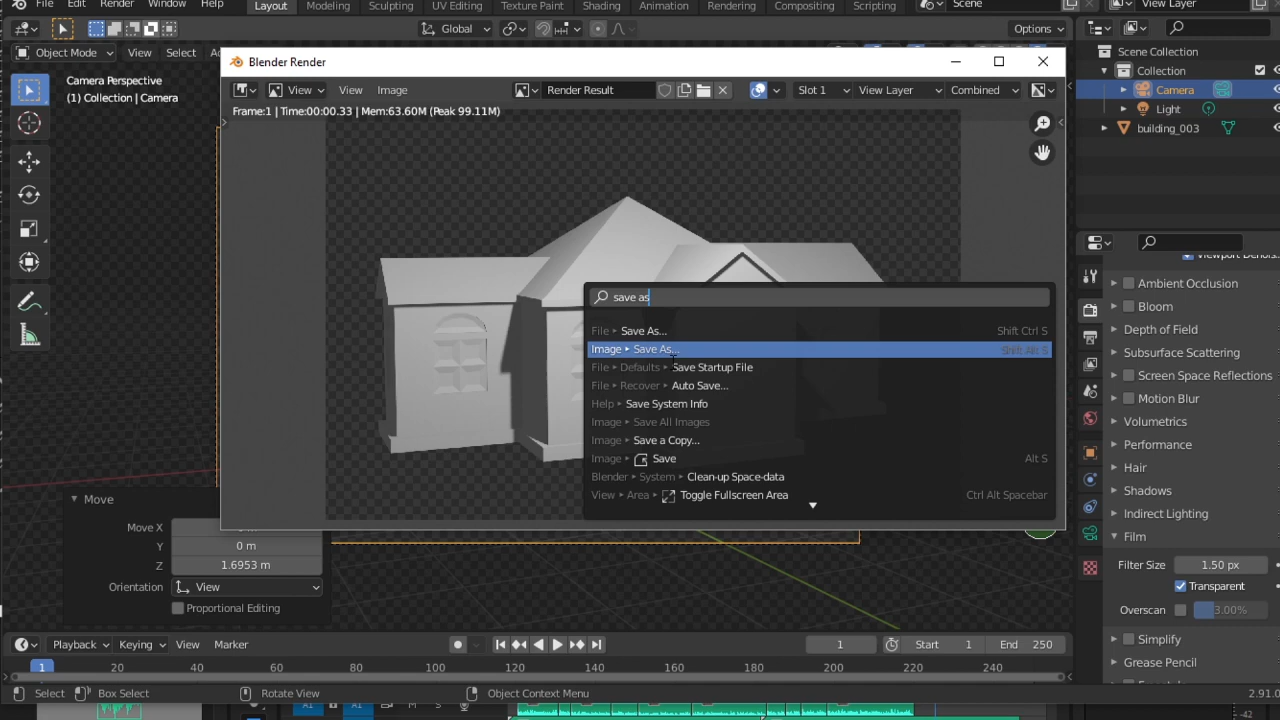 File Edit Render Window Help
Layout Modeling Sculpting UV Editing Texture Paint Shading Animation Rendering Compositing Scripting
Scene
View Layer
Global
Options
Object Mode View Select
Camera Perspective
(1) Collection | Camera
Blender Render
View View Image
Render Result
Slot 1 View Layer Combined
Frame:1 | Time:00:00.33 | Mem:63.60M (Peak 99.11M)
save as
File Save As... Shift Ctrl S
Image Save As... Shift Alt S
File Defaults Save Startup File
File Recover Auto Save...
Help Save System Info
Image Save All Images
Image Save a Copy...
Image Save Alt S
Blender System Clean-up Space-data
View Area Toggle Fullscreen Area Ctrl Alt Spacebar
Scene Collection
Collection
Camera
Light
building_003
Ambient Occlusion
Bloom
Depth of Field
Subsurface Scattering
Screen Space Reflections
Motion Blur
Volumetrics
Performance
Hair
Shadows
Indirect Lighting
Film
Filter Size 1.50 px
Transparent
Overscan 3.00%
Simplify
Grease Pencil
Move
Move X
Y 0 m
Z 1.6953 m
Orientation View
Proportional Editing
Playback Keying View Marker
1 Start 1 End 250
1 20 40 60 80 100 120 140 160 180 200 220 240
Select Box Select Rotate View Object Context Menu
2.91.0
A1 A1 M S
-42